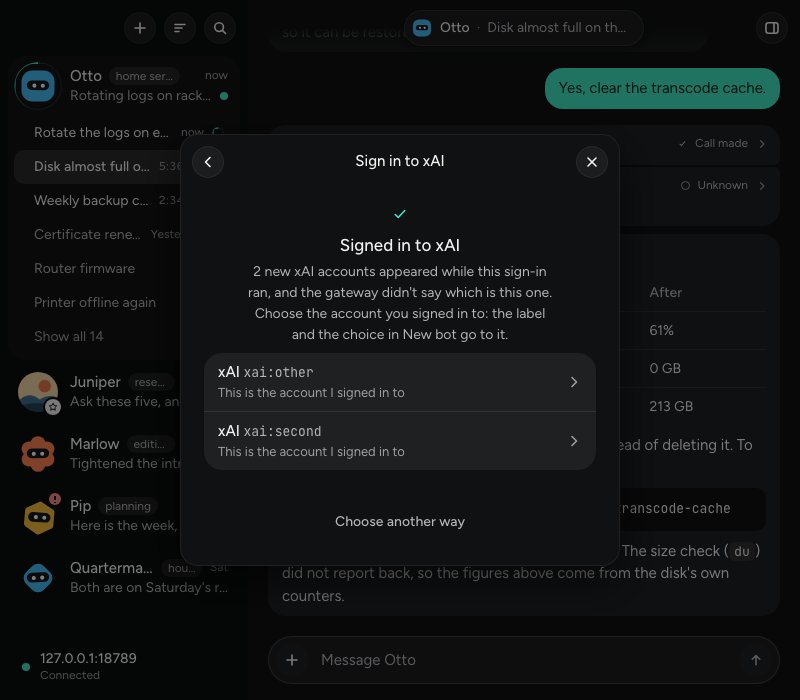 so it can be restor
Otto · Disk almost full on th...
Otto home ser... now
Rotating logs on rack...
Yes, clear the transcode cache.
Rotate the logs on e... now
Disk almost full o... 5:36
Weekly backup c... 2:34
Certificate rene... Yeste
Router firmware
Printer offline again
Show all 14
Call made
Unknown
Sign in to xAI
Signed in to xAI
2 new xAI accounts appeared while this sign-in
ran, and the gateway didn't say which is this one.
Choose the account you signed in to: the label
and the choice in New bot go to it.
xAI xai:other
This is the account I signed in to
xAI xai:second
This is the account I signed in to
Choose another way
After
61%
0 GB
213 GB
ead of deleting it. To
transcode-cache
The size check ( du )
did not report back, so the figures above come from the disk's own
counters.
Juniper rese...
Ask these five, an
Marlow editi...
Tightened the intr
Pip planning
Here is the week,
Quarterma... hou... Sat
Both are on Saturday's r...
127.0.0.1:18789
Connected
Message Otto